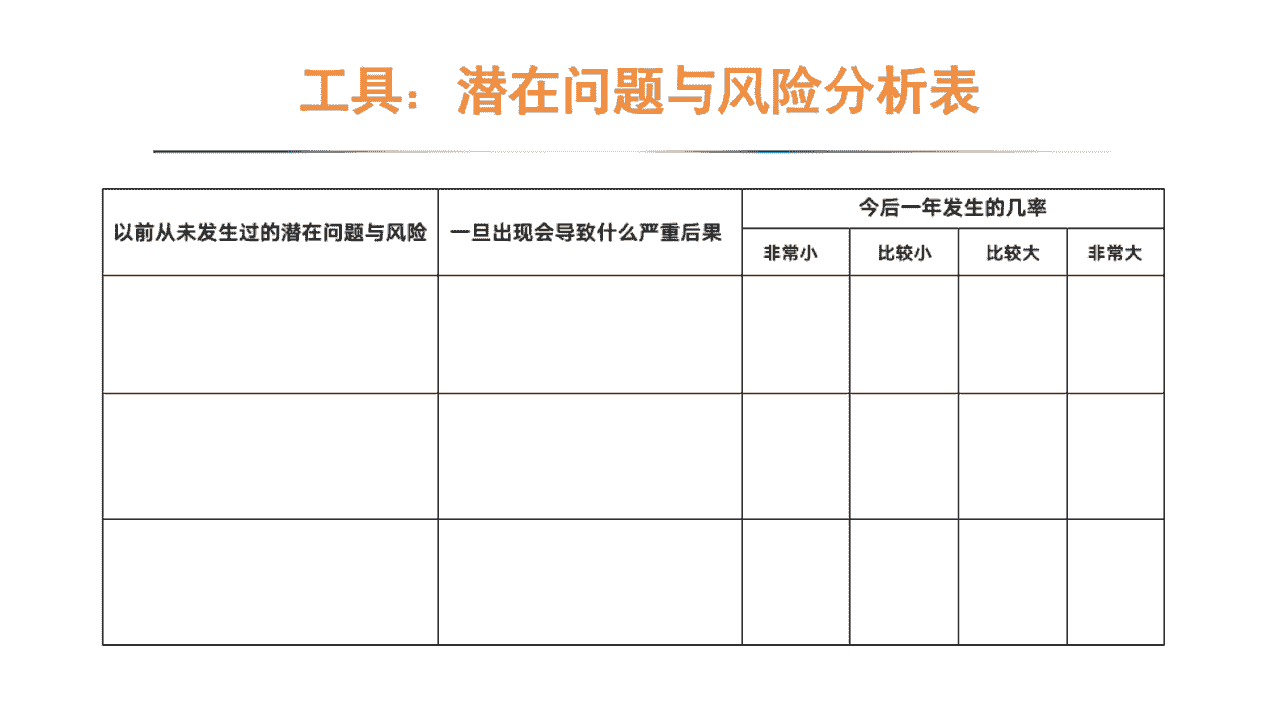 工具：潜在问题与风险分析表
以前从未发生过的潜在问题与风险
一旦出现会导致什么严重后果
今后一年发生的几率
非常小
比较小
比较大
非常大